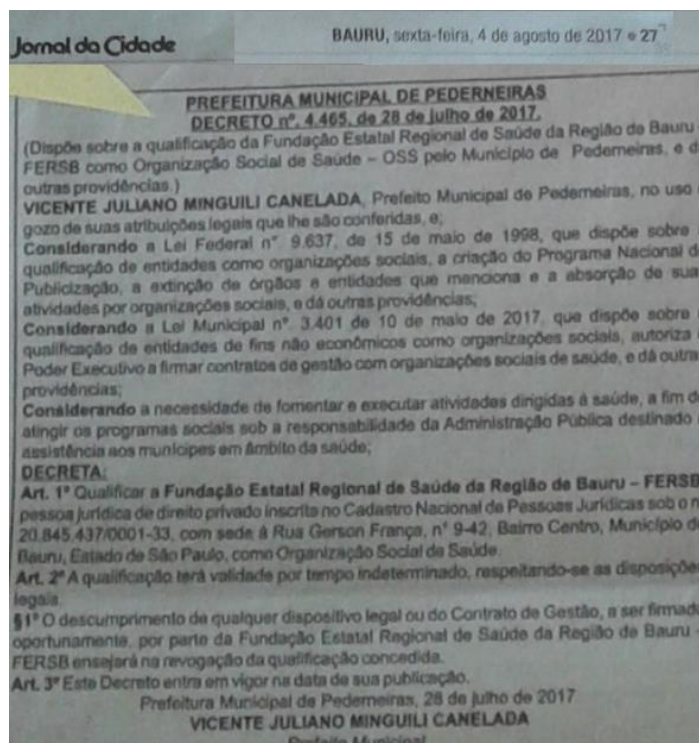 Jornal da Cidade
BAURU, sexta-feira, 4 de agosto de 2017 • 27
PREFEITURA MUNICIPAL DE PEDERNEIRAS
DECRETO nº. 4.465, de 28 de julho de 2017.
(Dispõe sobre a qualificação da Fundação Estatal Regional de Saúde da Região de Bauru -
FERSB como Organização Social de Saúde – OSS pelo Município de Pederneiras, e d
outras providências.)
VICENTE JULIANO MINGUILI CANELADA, Prefeito Municipal de Pederneiras, no uso
gozo de suas atribuições legais que lhe são conferidas, e;
Considerando a Lei Federal nº 9.637, de 15 de maio de 1998, que dispõe sobre
qualificação de entidades como organizações sociais, a criação do Programa Nacional d
Publicização, a extinção de órgãos e entidades que menciona e a absorção de sua
atividades por organizações sociais, e dá outras providências;
Considerando a Lei Municipal nº. 3.401 de 10 de maio de 2017, que dispõe sobre
qualificação de entidades de fins não econômicos como organizações sociais, autoriza
Poder Executivo a firmar contratos de gestão com organizações sociais de saúde, e dá outra
providências;
Considerando a necessidade de fomentar e executar atividades dirigidas à saúde, a fim d
atingir os programas sociais sob a responsabilidade da Administração Pública destinado
assistência aos munícipes em âmbito da saúde;
DECRETA:
Art. 1º Qualificar a Fundação Estatal Regional de Saúde da Região de Bauru – FERSB
pessoa jurídica de direito privado inscrita no Cadastro Nacional de Pessoas Jurídicas sob o n
20.845.437/0001-33, com sede à Rua Gerson França, nº 9-42, Bairro Centro, Município d
Bauru, Estado de São Paulo, como Organização Social de Saúde.
Art. 2º A qualificação terá validade por tempo indeterminado, respeitando-se as disposiçõe
legais.
§1º O descumprimento de qualquer dispositivo legal ou do Contrato de Gestão, a ser firmad
oportunamente, por parte da Fundação Estatal Regional de Saúde da Região de Bauru -
FERSB ensejará na revogação da qualificação concedida.
Art. 3º Este Decreto entra em vigor na data de sua publicação.
Prefeitura Municipal de Pederneiras, 28 de julho de 2017
VICENTE JULIANO MINGUILI CANELADA
Prefeito Municipal